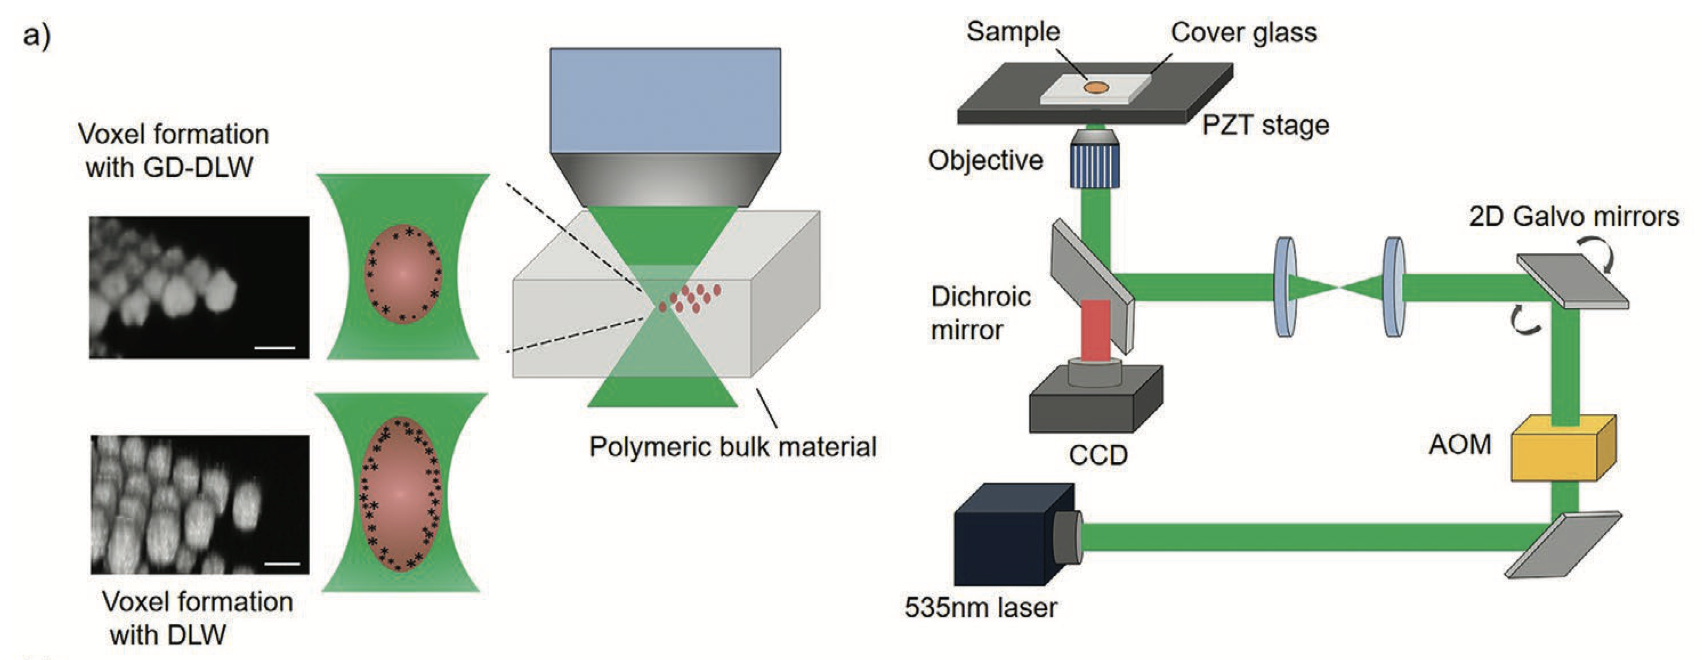 a)
Voxel formation
with GD-DLW
Voxel formation
with DLW
Polymeric bulk material
Sample
Cover glass
PZT stage
Objective
2D Galvo mirrors
Dichroic
mirror
CCD
AOM
535nm laser